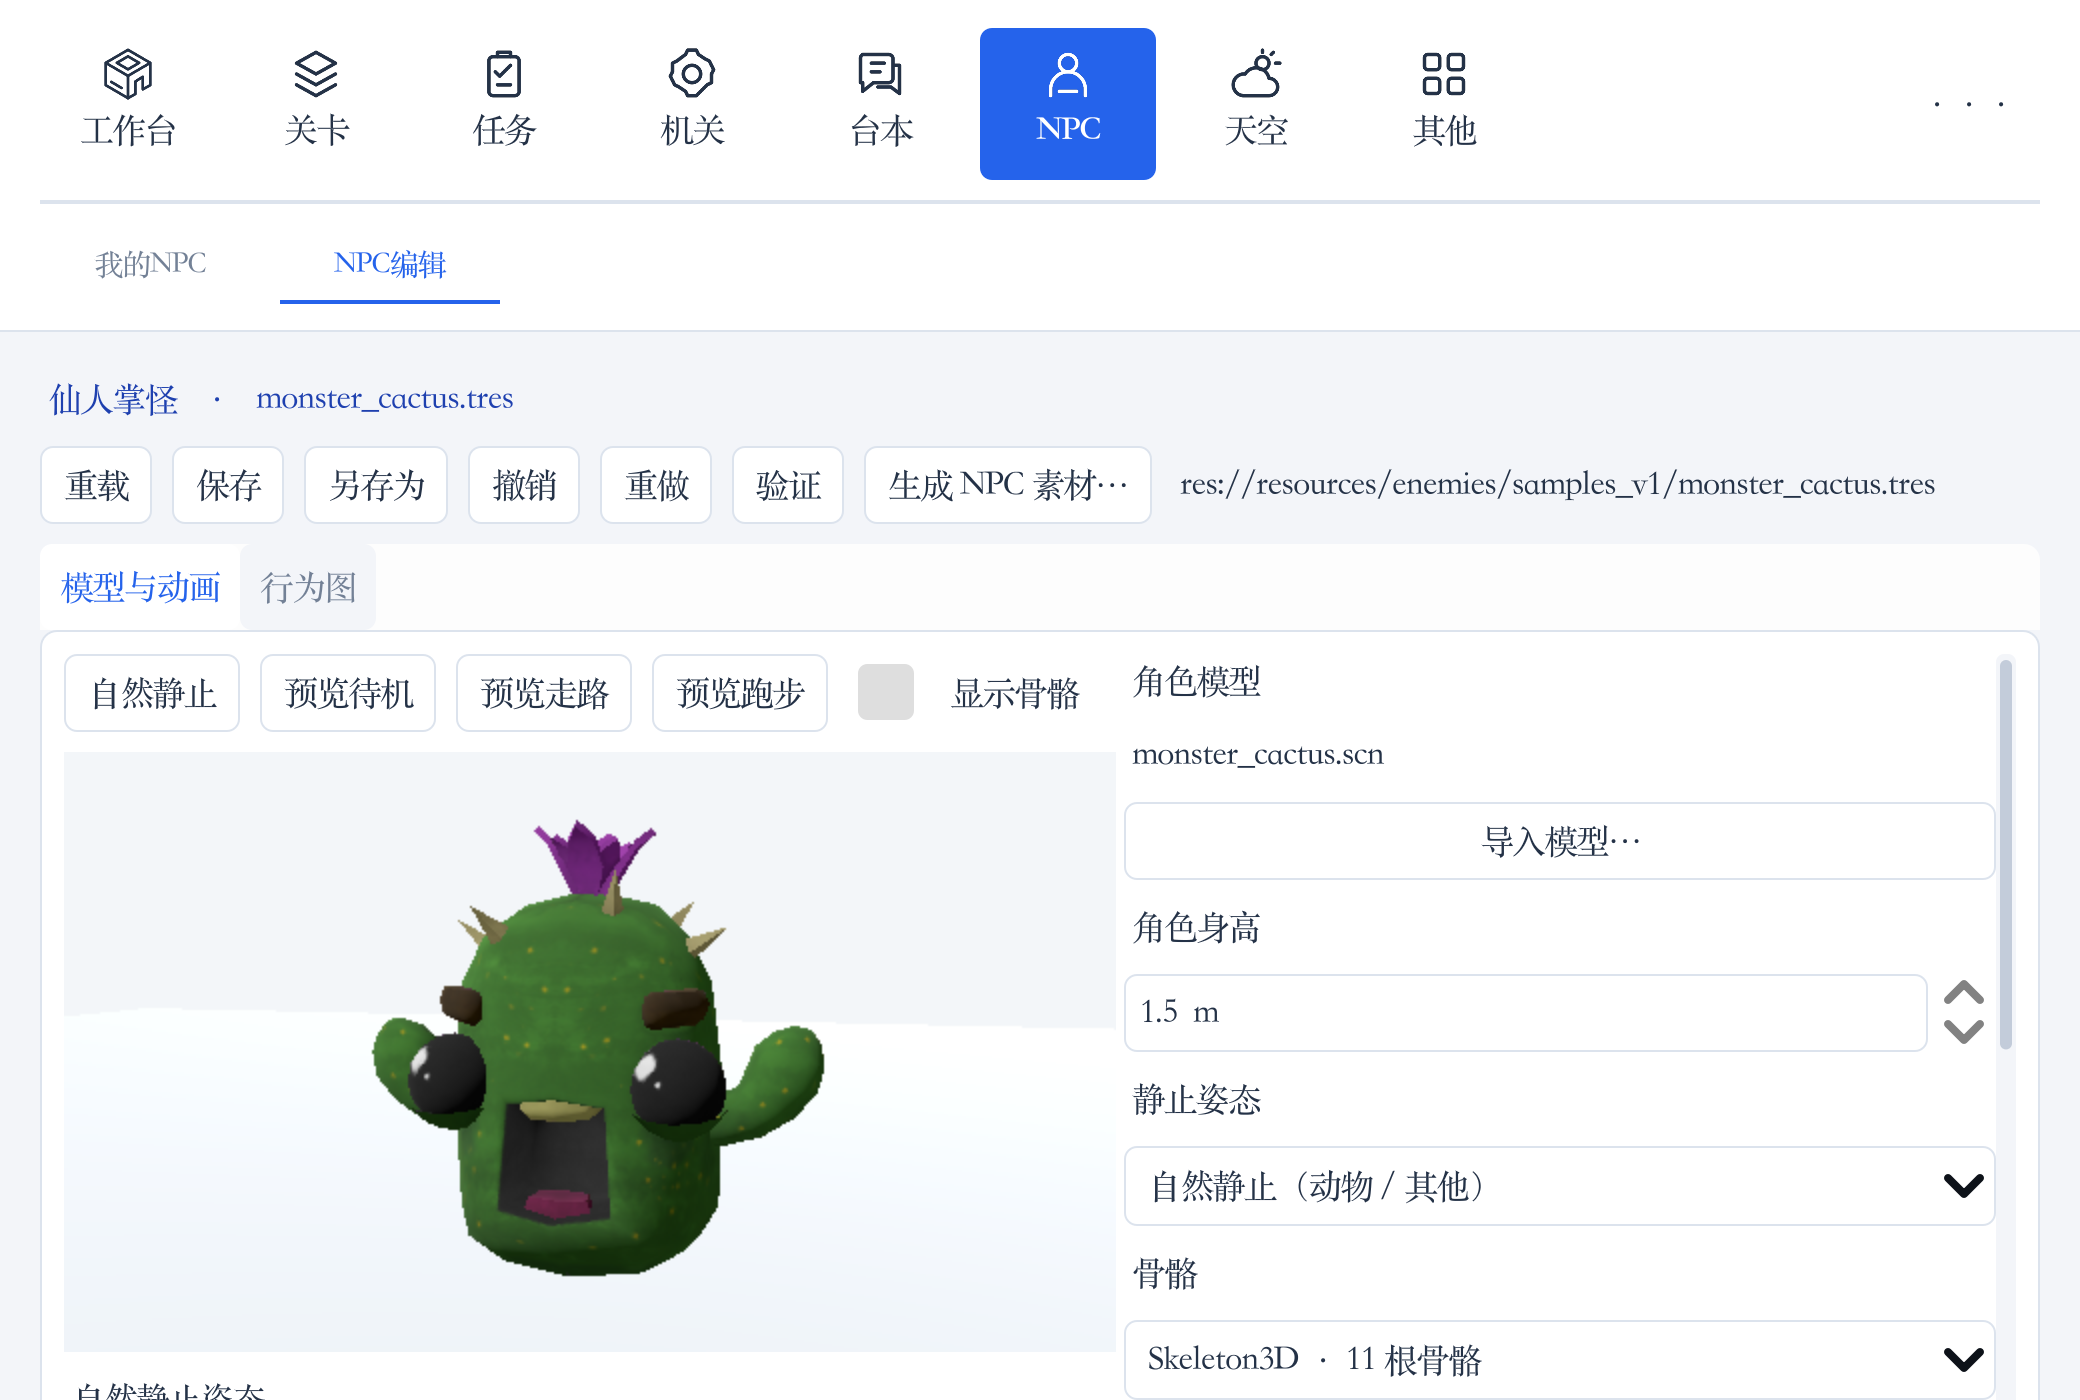 工作台 关卡 任务 机关 台本 NPC 天空 其他 · · ·
我的NPC NPC编辑
仙人掌怪 · monster_cactus.tres
重载 保存 另存为 撤销 重做 验证 生成 NPC 素材… res://resources/enemies/samples_v1/monster_cactus.tres
模型与动画 行为图
自然静止 预览待机 预览走路 预览跑步 显示骨骼
角色模型
monster_cactus.scn
导入模型…
角色身高
1.5 m
静止姿态
自然静止（动物 / 其他）
骨骼
Skeleton3D · 11 根骨骼
自然静止姿态